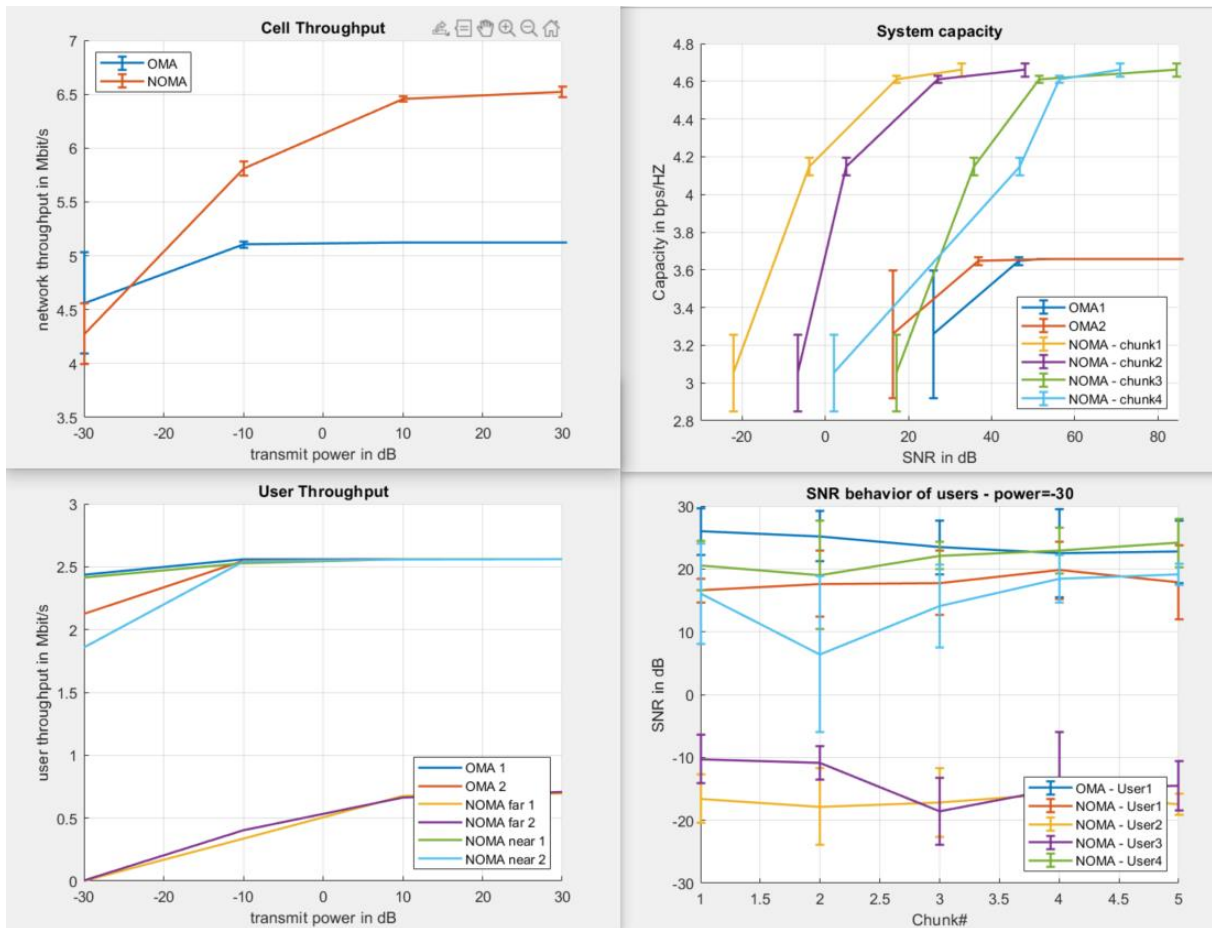 Cell Throughput
7
6.5
6
5.5
5
4.5
4
3.5
network throughput in Mbit/s
OMA
NOMA
-30
-20
-10
0
10
20
30
transmit power in dB
System capacity
4.8
4.6
4.4
4.2
4
3.8
3.6
3.4
3.2
3
2.8
Capacity in bps/HZ
OMA1
OMA2
NOMA - chunk1
NOMA - chunk2
NOMA - chunk3
NOMA - chunk4
-20
0
20
40
60
80
SNR in dB
User Throughput
3
2.5
2
1.5
1
0.5
0
user throughput in Mbit/s
OMA 1
OMA 2
NOMA far 1
NOMA far 2
NOMA near 1
NOMA near 2
-30
-20
-10
0
10
20
30
transmit power in dB
SNR behavior of users - power=-30
30
20
10
0
-10
-20
-30
SNR in dB
OMA - User1
NOMA - User1
NOMA - User2
NOMA - User3
NOMA - User4
1
1.5
2
2.5
3
3.5
4
4.5
5
Chunk#